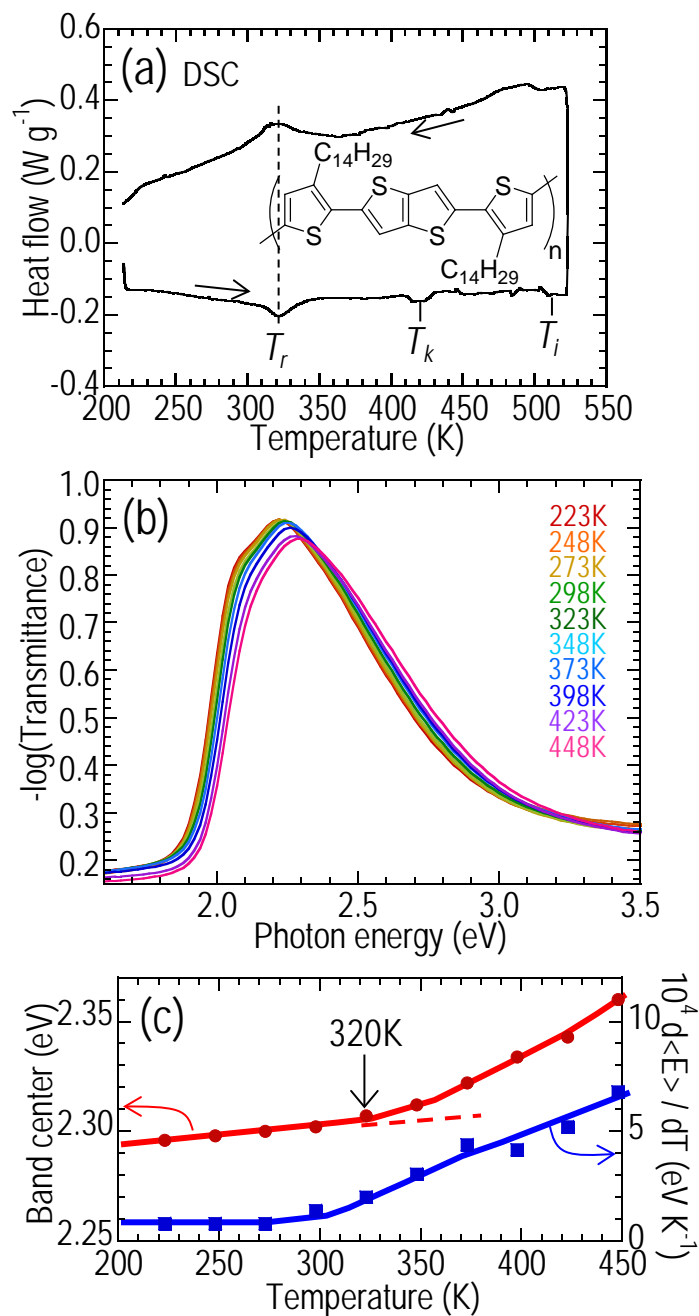 (a) DSC
0.6
0.4
0.2
0.0
-0.2
-0.4
Heat flow (W g⁻¹)
C₁₄H₂₉
S
S
S
S
n
C₁₄H₂₉
T_r
T_k
T_i
200 250 300 350 400 450 500 550
Temperature (K)
(b)
1.0
0.9
0.8
0.7
0.6
0.5
0.4
0.3
0.2
-log(Transmittance)
223K
248K
273K
298K
323K
348K
373K
398K
423K
448K
2.0 2.5 3.0 3.5
Photon energy (eV)
(c)
320K
2.35
2.30
2.25
Band center (eV)
10
5
0
10⁴ d<E> / dT (eV K⁻¹)
200 250 300 350 400 450
Temperature (K)